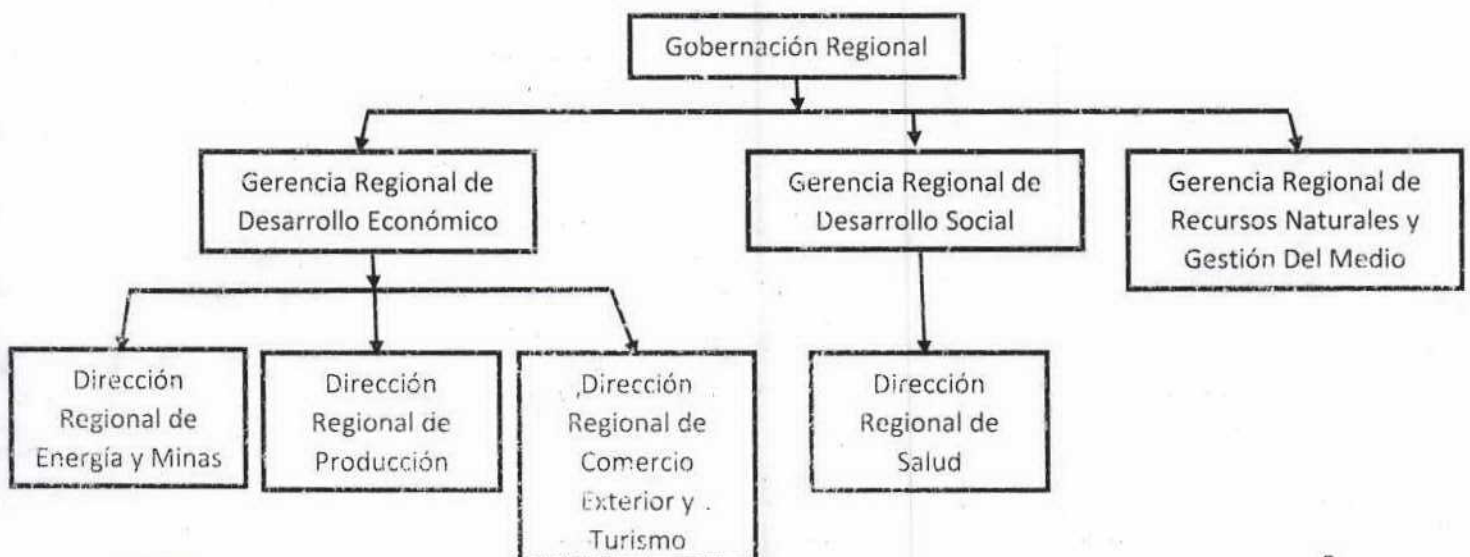 Gobernación Regional
Gerencia Regional de
Desarrollo Económico
Gerencia Regional de
Desarrollo Social
Gerencia Regional de
Recursos Naturales y
Gestión Del Medio
Dirección
Regional de
Energía y Minas
Dirección
Regional de
Producción
Dirección
Regional de
Comercio
Exterior y
Turismo
Dirección
Regional de
Salud